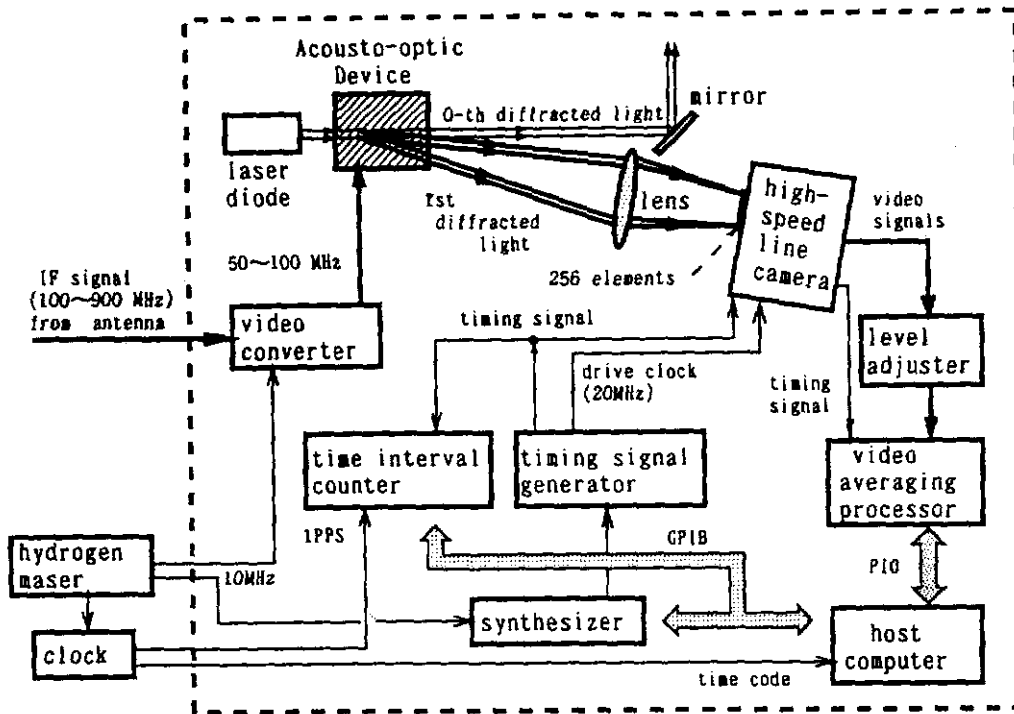 Acousto-optic
Device
0-th diffracted light
mirror
laser
diode
1st
diffracted
light
lens
high-
speed
line
camera
video
signals
256 elements
50~100 MHz
IF signal
(100~900 MHz)
from antenna
video
converter
timing signal
drive clock
(20MHz)
level
adjuster
timing
signal
time interval
counter
timing signal
generator
video
averaging
processor
1PPS
GPIB
PIO
hydrogen
maser
10MHz
synthesizer
clock
host
computer
time code